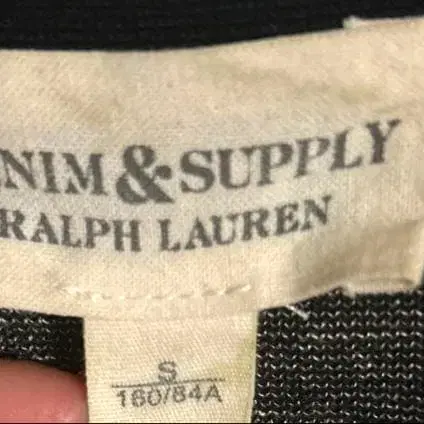 NIM & SUPPLY
RALPH LAUREN
S
160/84A